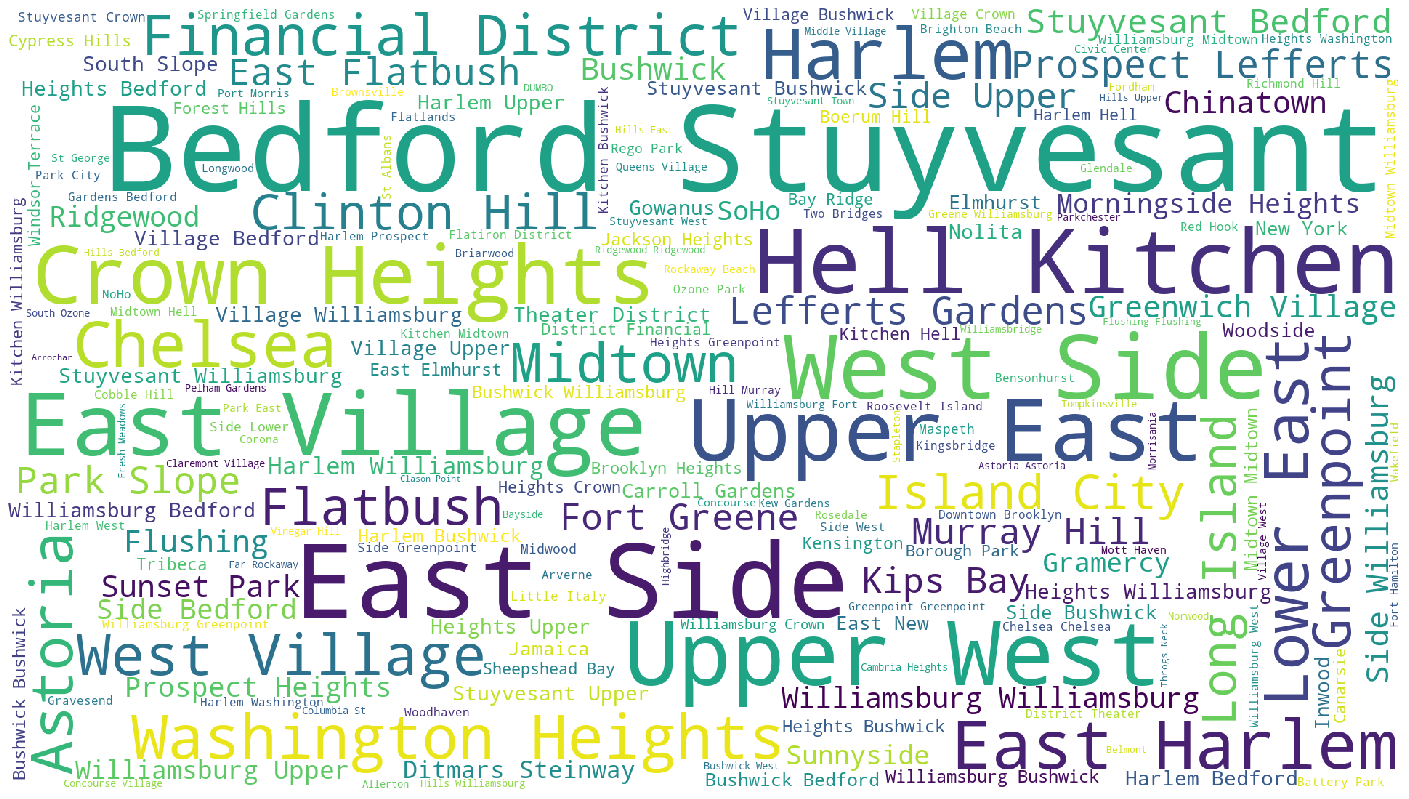 Stuyvesant Crown
Springfield Gardens
Financial District
Village Bushwick
Village Crown
Stuyvesant Bedford
Cypress Hills
South Slope
East Flatbush
Bushwick
Middle Village
Brighton Beach
Harlem
Williamsburg Midtown
Heights Washington
Civic Center
Prospect Lefferts
Heights Bedford
Port Morris
Brownsville
DUMBO
Stuyvesant Bushwick
Side Upper
Fordham
Hills Upper
Richmond Hill
Chinatown
Forest Hills
Harlem Upper
Flatlands
Stuyvesant Town
Boerum Hill
Harlem Hell
Windsor Terrace
Bedford Stuyvesant
Kitchen Bushwick
Hills East
Rego Park
Queens Village
Midtown Williamsburg
St George
Park City
Longwood
St Albans
Glendale
Gardens Bedford
Ridgewood
Clinton Hill
Gowanus
SoHo
Bay Ridge
Two Bridges
Elmhurst
Morningside Heights
Stuyvesant West
Greene Williamsburg
Parkchester
Nolita
Red Hook
New York
Kitchen Williamsburg
Village Bedford
Harlem Prospect
Flatiron District
Jackson Heights
Ridgewood Ridgewood
Hills Bedford
Briarwood
Crown Heights
Rockaway Beach
Hell Kitchen
Ozone Park
NoHo
South Ozone
Midtown Hell
Village Williamsburg
Theater District
Lefferts Gardens
Greenwich Village
Chelsea
Kitchen Midtown
District Financial
Kitchen Hell
Williamsbridge
Flushing Flushing
Woodside
Arrochar
Village Upper
Midtown
Heights Greenpoint
West Side
East Elmhurst
Stuyvesant Williamsburg
Pelham Gardens
Bushwick Williamsburg
Hill Murray
Bensonhurst
Cobble Hill
Park East
Williamsburg Fort
Roosevelt Island
Tompkinsville
East Village
Side Lower
Corona
Fresh Meadows
Upper East
Stapleton
Maspeth
Kingsbridge
Morrisania
Claremont Village
Harlem Williamsburg
Brooklyn Heights
Astoria Astoria
Midtown Midtown
Lower East
Greenpoint
Side Williamsburg
Wakefield
Park Slope
Clason Point
Heights Crown
Carroll Gardens
Concourse
Kew Gardens
Island City
Long Island
Williamsburg Bedford
Flatbush
Bayside
Fort Greene
Rosedale
Downtown Brooklyn
Harlem West
Vinegar Hill
Harlem Bushwick
Side West
Murray Hill
Flushing
Side Greenpoint
Midwood
Highbridge
Kensington
Borough Park
Mott Haven
Village West
Fort Hamilton
Astoria
Tribeca
Far Rockaway
Arverne
Gramercy
Sunset Park
East Side
Little Italy
Kips Bay
Heights Williamsburg
Side Bedford
Greenpoint Greenpoint
Side Bushwick
Norwood
Williamsburg West
Bushwick Bushwick
Williamsburg Greenpoint
Heights Upper
Upper West
Williamsburg Crown
East New
Chelsea Chelsea
Throgs Neck
West Village
Jamaica
Sheepshead Bay
Cambria Heights
Inwood
Canarsie
Prospect Heights
Stuyvesant Upper
Williamsburg Williamsburg
Gravesend
Harlem Washington
Columbia St
Woodhaven
District Theater
Washington Heights
Heights Bushwick
East Harlem
Sunnyside
Belmont
Williamsburg Upper
Ditmars Steinway
Bushwick West
Concourse Village
Allerton
Hills Williamsburg
Bushwick Bedford
Williamsburg Bushwick
Harlem Bedford
Battery Park